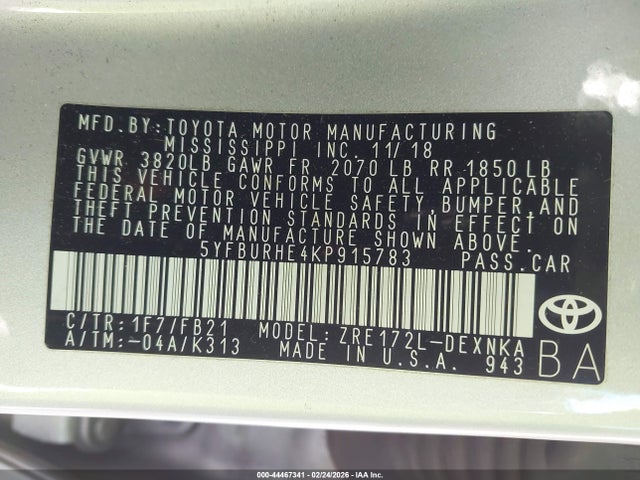 MFD. BY: TOYOTA MOTOR MANUFACTURING
MISSISSIPPI INC. 11/18
GVWR 3820LB GAWR FR 2070 LB RR 1850 LB
THIS VEHICLE CONFORMS TO ALL APPLICABLE
FEDERAL MOTOR VEHICLE SAFETY, BUMPER, AND
THEFT PREVENTION STANDARDS IN EFFECT ON
THE DATE OF MANUFACTURE SHOWN ABOVE.
5YFBURHE4KP915783 PASS.CAR
C/TR: 1F7/FB21 MODEL: ZRE172L-DEXNKA
A/TM: -04A/K313 MADE IN U.S.A. 943 BA
000-44467341 - 02/24/2026 - IAA Inc.